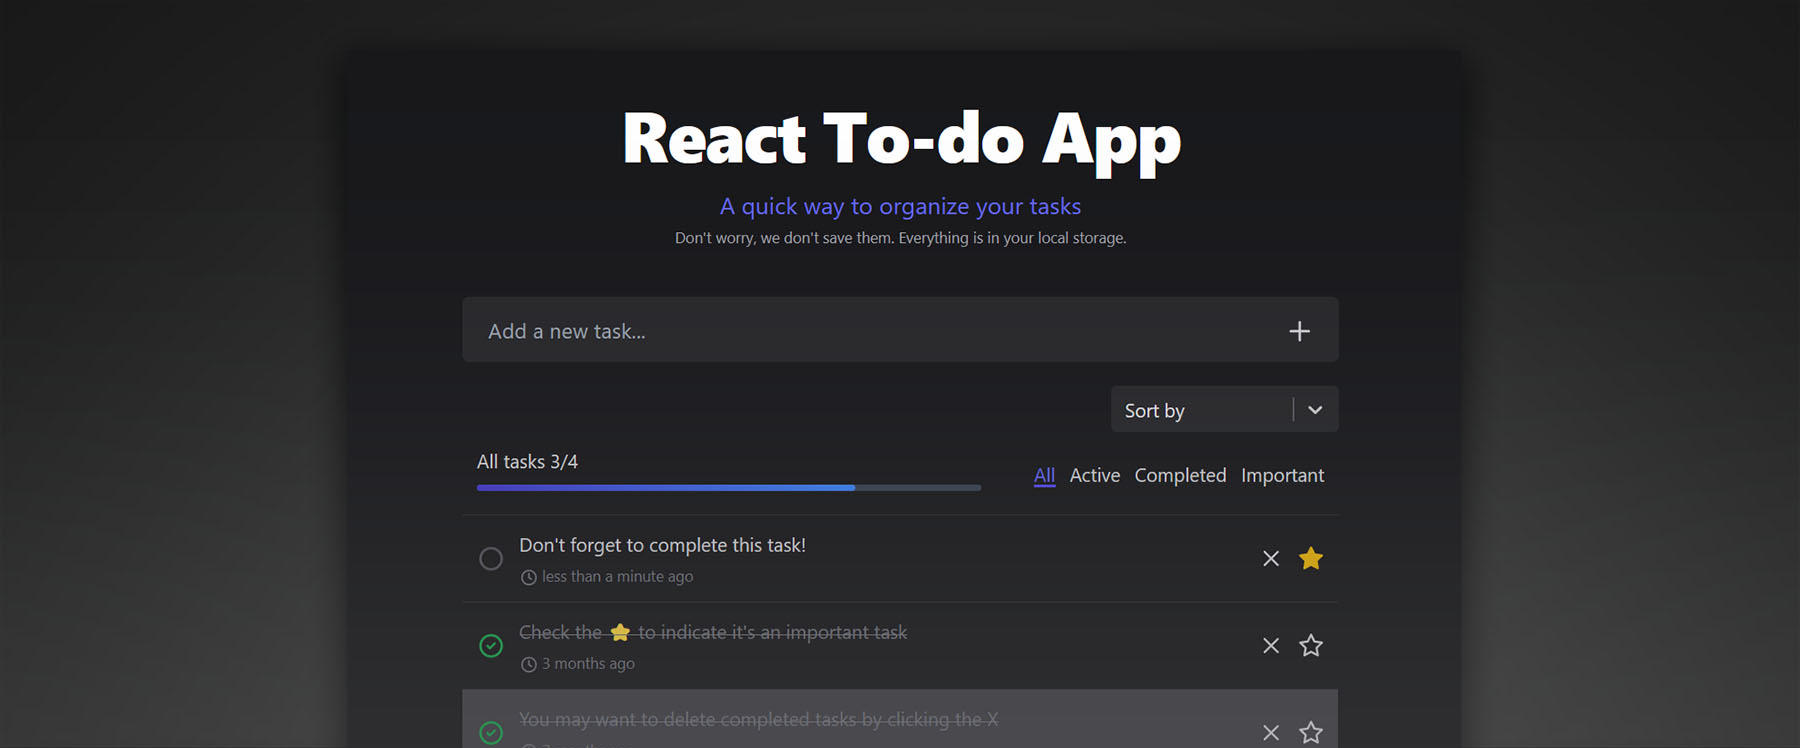 React To-do App
A quick way to organize your tasks
Don't worry, we don't save them. Everything is in your local storage.
Add a new task...
Sort by
All tasks 3/4
All Active Completed Important
Don't forget to complete this task!
less than a minute ago
Check the ⭐ to indicate it's an important task
3 months ago
You may want to delete completed tasks by clicking the X